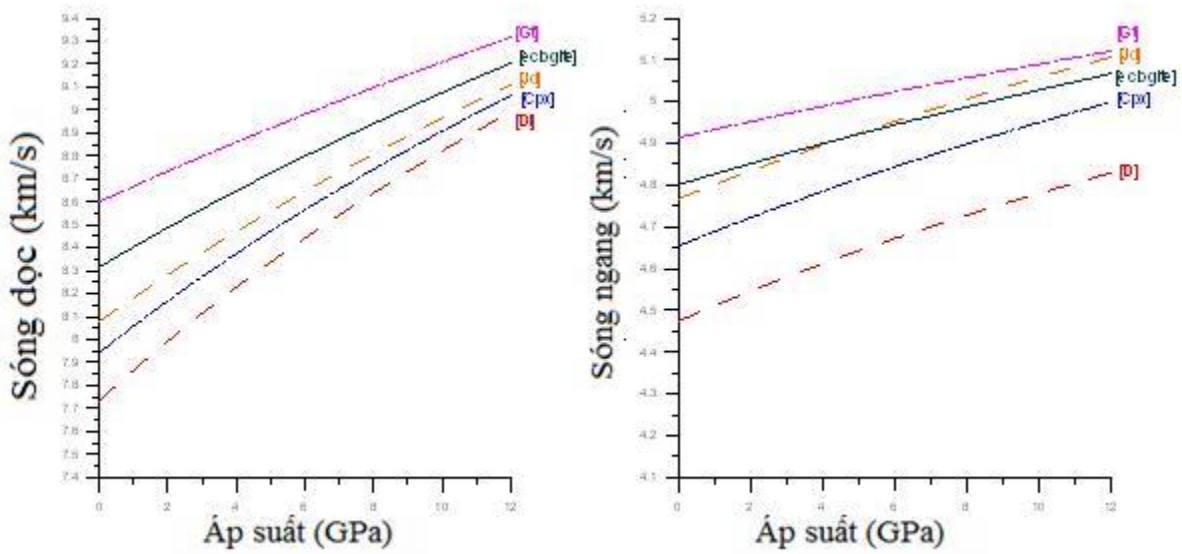 9.4
9.3
9.2
9.1
9
8.9
8.8
8.7
8.6
8.5
8.4
8.3
8.2
8.1
8
7.9
7.8
7.7
7.6
7.5
7.4
Sóng dọc (km/s)
0 2 4 6 8 10 12
Áp suất (GPa)
[Gt]
[Jd]
[Cpx]
[Di]
5.2
5.1
5
4.9
4.8
4.7
4.6
4.5
4.4
4.3
4.2
4.1
Sóng ngang (km/s)
0 2 4 6 8 10 12
Áp suất (GPa)
[Gt]
[Jd]
[Cpx]